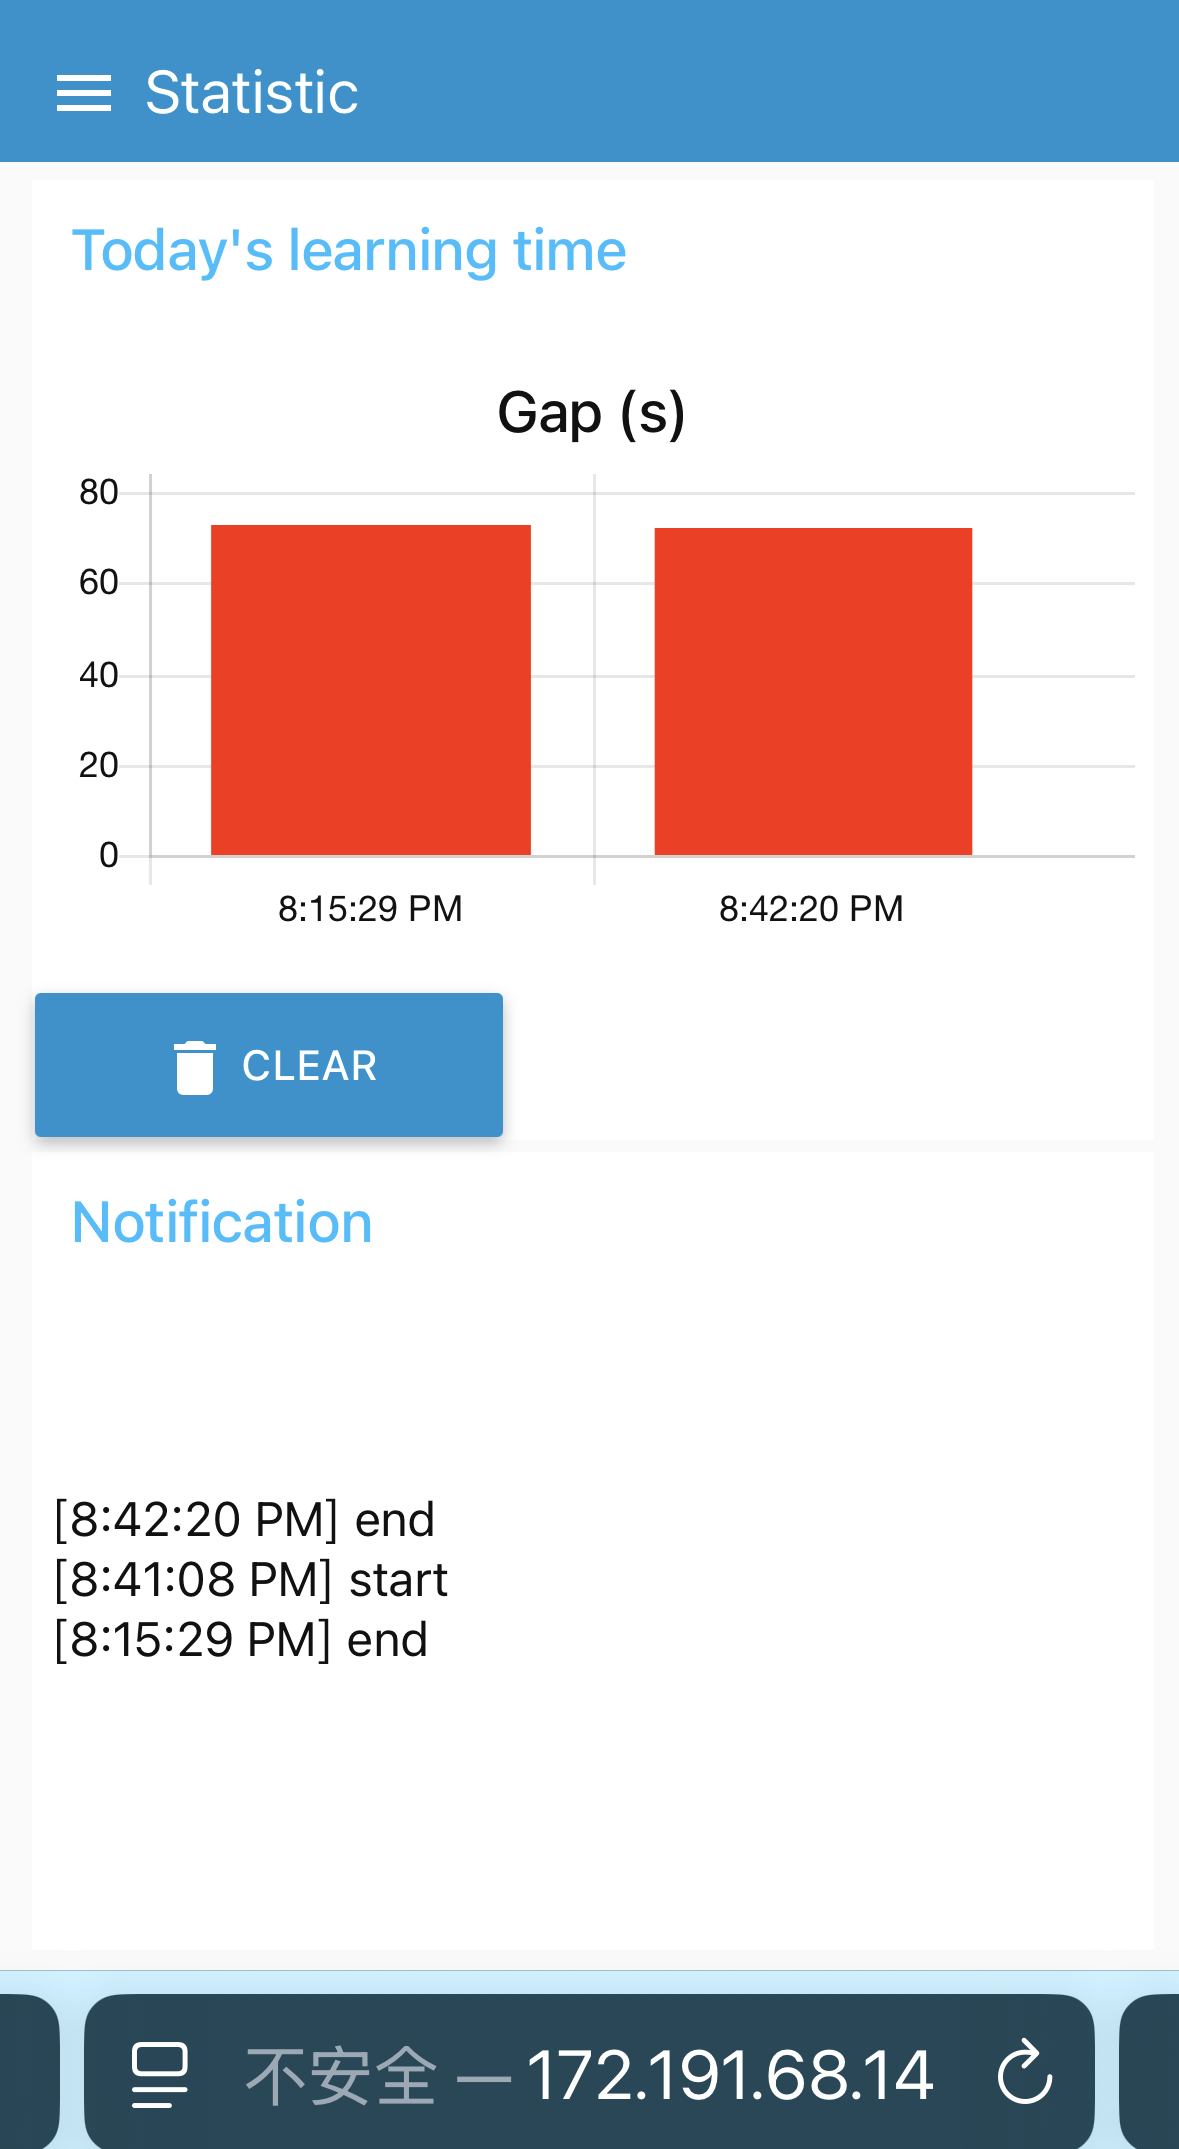 Statistic
Today's learning time
Gap (s)
80
60
40
20
0
8:15:29 PM 8:42:20 PM
CLEAR
Notification
[8:42:20 PM] end
[8:41:08 PM] start
[8:15:29 PM] end
不安全 — 172.191.68.14